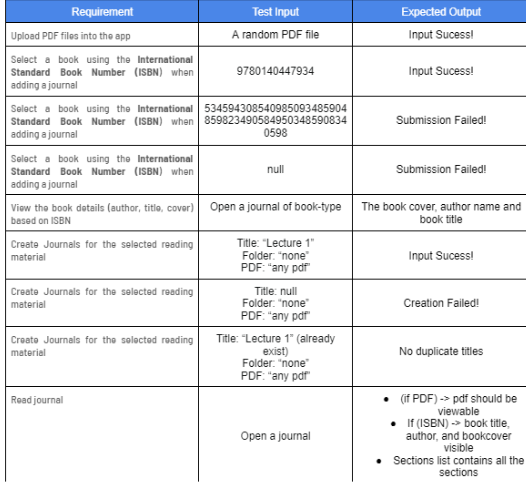 Requirement
Test Input
Expected Output
Upload PDF files into the app
A random PDF file
Input Sucess!
Select a book using the International
Standard Book Number (ISBN) when
adding a journal
9780140447934
Input Sucess!
Select a book using the International
Standard Book Number (ISBN) when
adding a journal
534594308540985093485904
859823490584950348590834
0598
Submission Failed!
Select a book using the International
Standard Book Number (ISBN) when
adding a journal
null
Submission Failed!
View the book details (author, title, cover)
based on ISBN
Open a journal of book-type
The book cover, author name and
book title
Create Journals for the selected reading
material
Title: “Lecture 1”
Folder: “none”
PDF: “any pdf”
Input Sucess!
Create Journals for the selected reading
material
Title: null
Folder: “none”
PDF: “any pdf”
Creation Failed!
Create Journals for the selected reading
material
Title: “Lecture 1” (already
exist)
Folder: “none”
PDF: “any pdf”
No duplicate titles
Read journal
Open a journal
● (if PDF) -> pdf should be
viewable
● If (ISBN) -> book title,
author, and bookcover
visible
● Sections list contains all the
sections